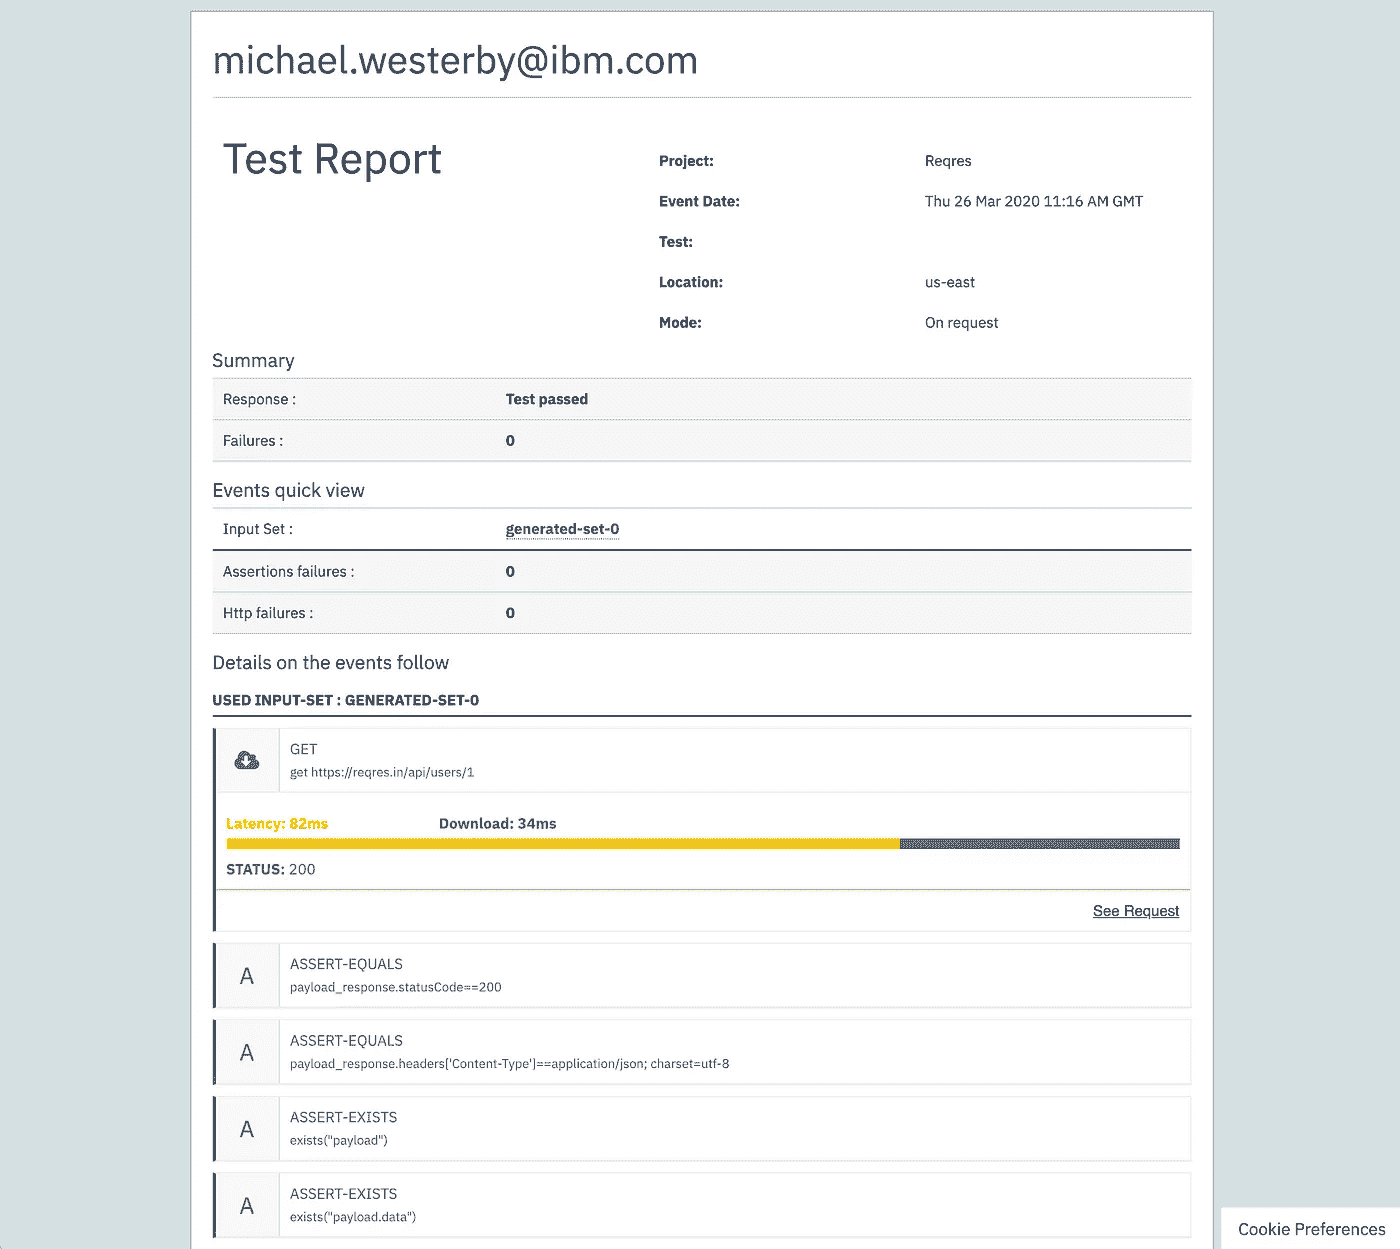 michael.westerby@ibm.com
Test Report
Project: Reqres
Event Date: Thu 26 Mar 2020 11:16 AM GMT
Test:
Location: us-east
Mode: On request
Summary
Response : Test passed
Failures : 0
Events quick view
Input Set : generated-set-0
Assertions failures : 0
Http failures : 0
Details on the events follow
USED INPUT-SET : GENERATED-SET-0
GET
get https://reqres.in/api/users/1
Latency: 82ms Download: 34ms
STATUS: 200
See Request
A ASSERT-EQUALS
payload_response.statusCode==200
A ASSERT-EQUALS
payload_response.headers['Content-Type']==application/json; charset=utf-8
A ASSERT-EXISTS
exists("payload")
A ASSERT-EXISTS
exists("payload.data")
Cookie Preferences